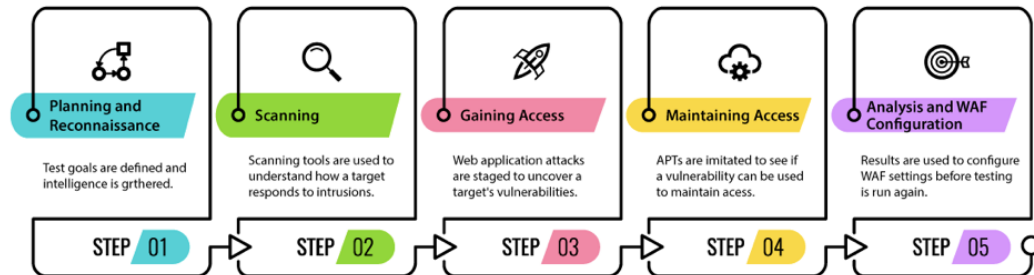 Planning and
Reconnaissance
Test goals are defined and
intelligence is grthered.
STEP 01
Scanning
Scanning tools are used to
understand how a target
responds to intrusions.
STEP 02
Gaining Access
Web application attacks
are staged to uncover a
target's vulnerabilities.
STEP 03
Maintaining Access
APTs are imitated to see if
a vulnerability can be used
to maintain acess.
STEP 04
Analysis and WAF
Configuration
Results are used to configure
WAF settings before testing
is run again.
STEP 05